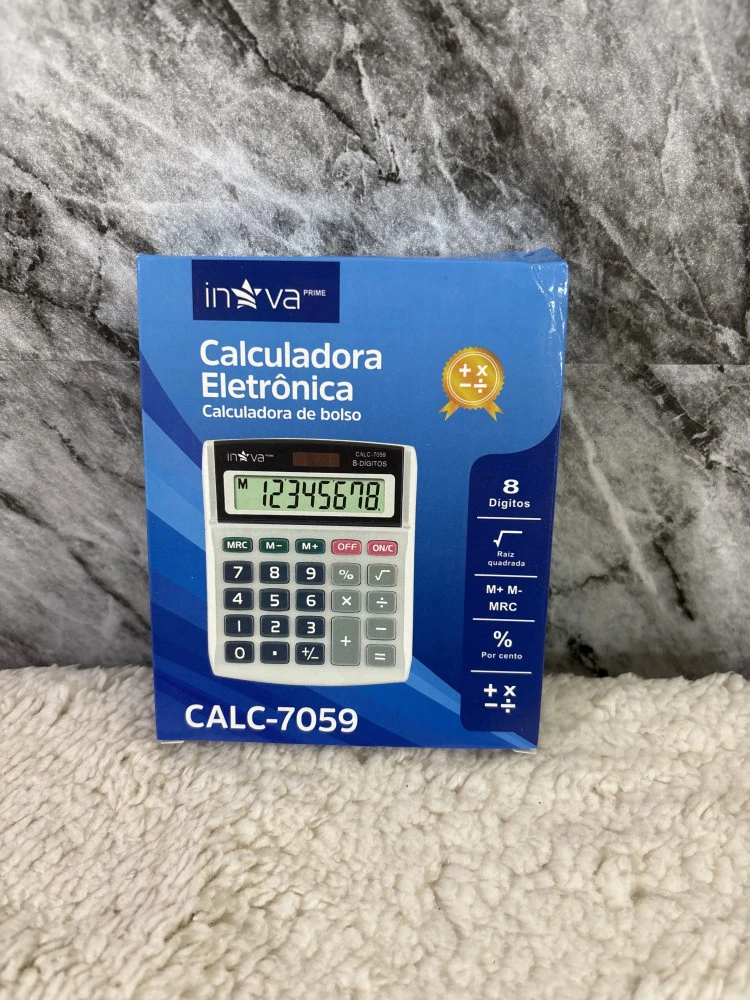 inova PRIME
Calculadora
Eletrônica
Calculadora de bolso
+ x
− ÷
inova PRIME
CALC-7059
8-DÍGITOS
M 12345678.
MRC M− M+ OFF ON/C
7 8 9 % √
4 5 6 × ÷
1 2 3 + −
0 . +/− =
8
Dígitos
√
Raiz
quadrada
M+ M-
MRC
%
Por cento
+ x
− ÷
CALC-7059